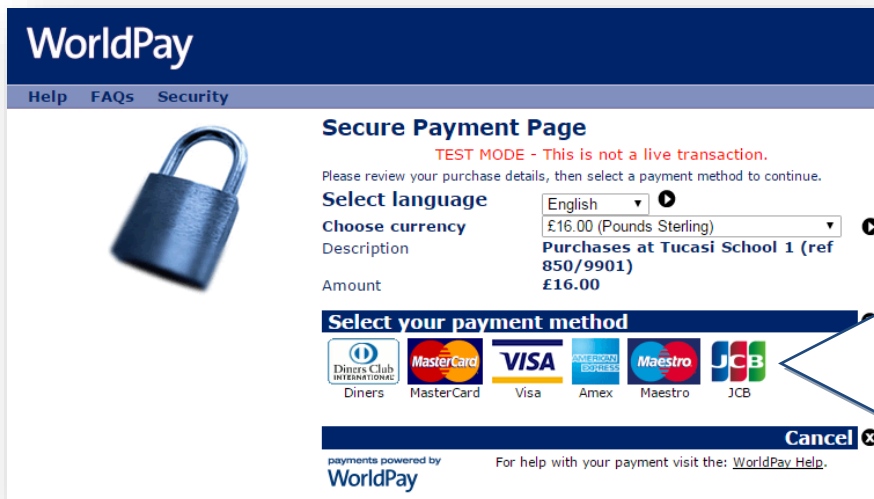 WorldPay
Help FAQs Security
Secure Payment Page
TEST MODE - This is not a live transaction.
Please review your purchase details, then select a payment method to continue.
Select language English
Choose currency £16.00 (Pounds Sterling)
Description Purchases at Tucasi School 1 (ref
850/9901)
Amount £16.00
Select your payment method
Diners Club
INTERNATIONAL
MasterCard
VISA
AMERICAN
EXPRESS
Maestro
JCB
Diners MasterCard Visa Amex Maestro JCB
Cancel
payments powered by
WorldPay
For help with your payment visit the: WorldPay Help.